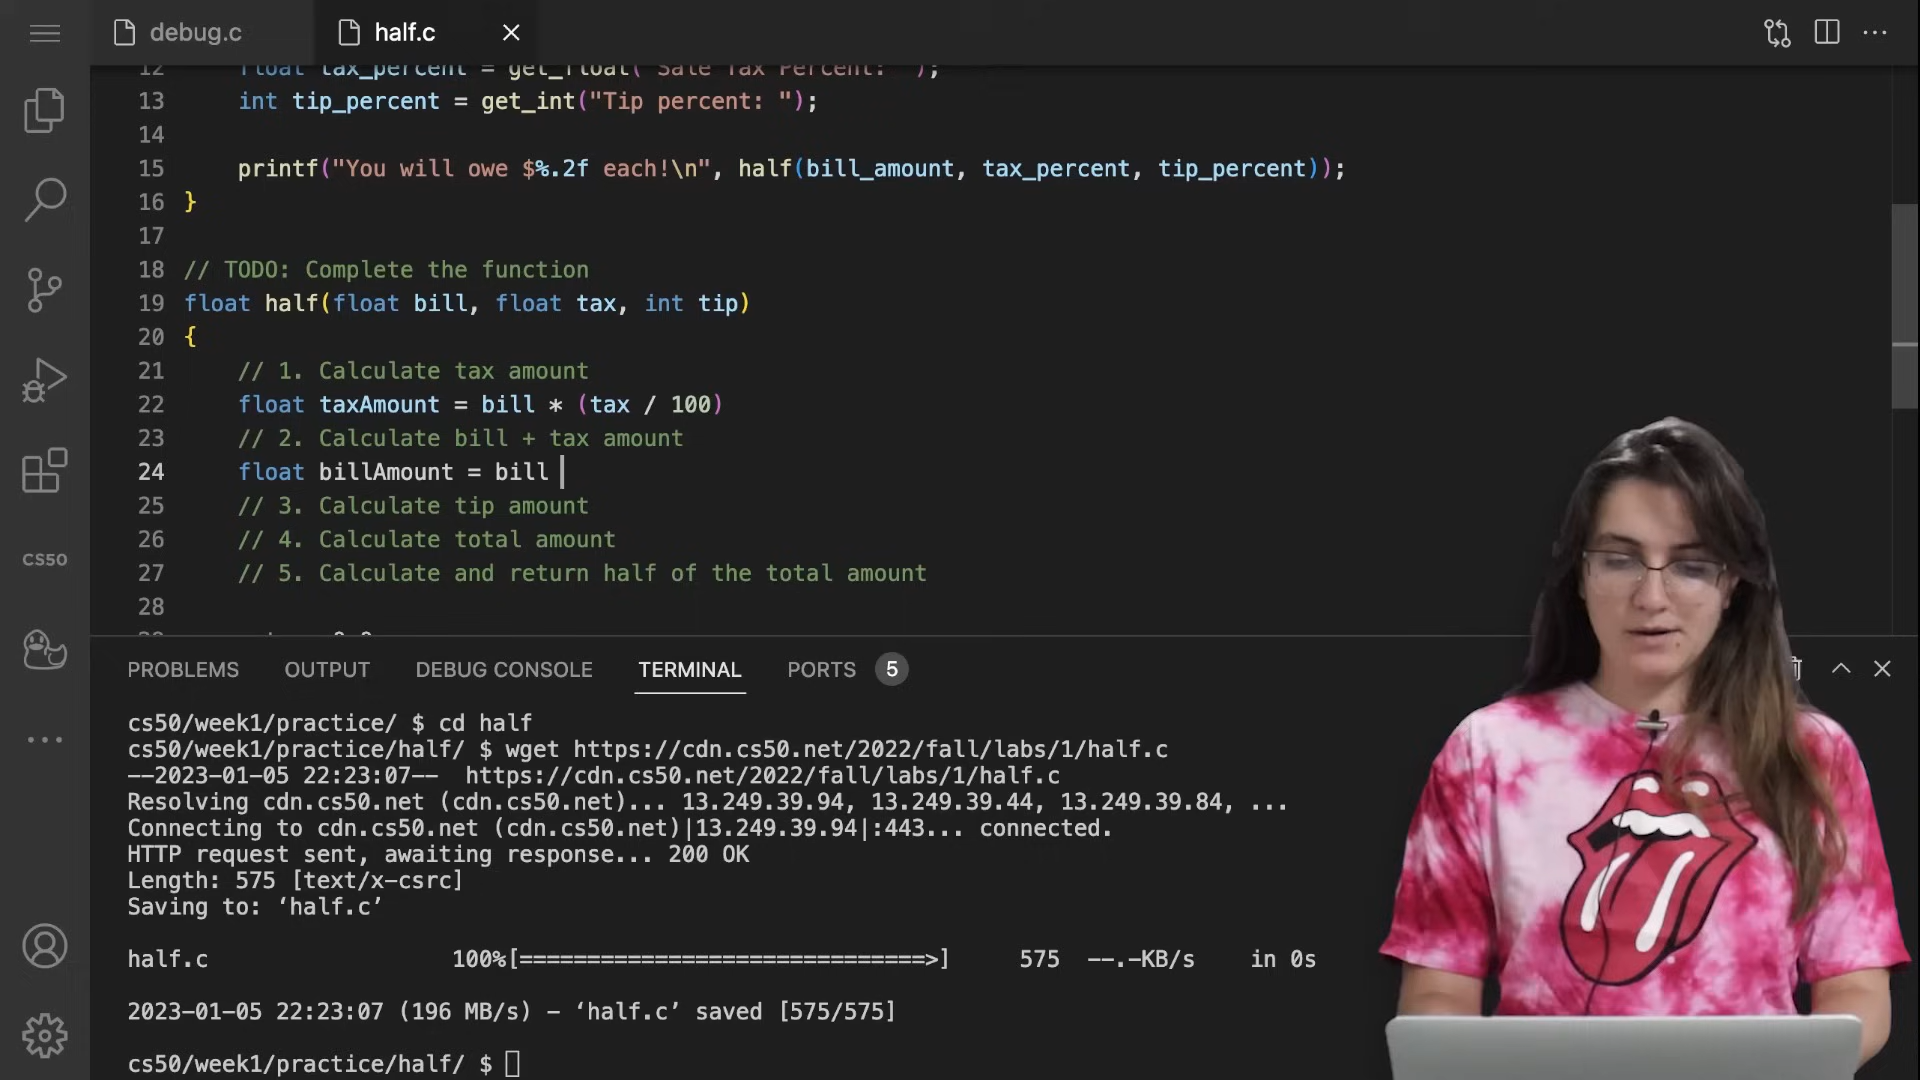 debug.c
half.c
12 float tax_percent = get_float("Sale Tax Percent: ");
13 int tip_percent = get_int("Tip percent: ");
14
15 printf("You will owe $%.2f each!\n", half(bill_amount, tax_percent, tip_percent));
16 }
17
18 // TODO: Complete the function
19 float half(float bill, float tax, int tip)
20 {
21 // 1. Calculate tax amount
22 float taxAmount = bill * (tax / 100)
23 // 2. Calculate bill + tax amount
24 float billAmount = bill
25 // 3. Calculate tip amount
26 // 4. Calculate total amount
27 // 5. Calculate and return half of the total amount
28
CS50
PROBLEMS OUTPUT DEBUG CONSOLE TERMINAL PORTS 5
cs50/week1/practice/ $ cd half
cs50/week1/practice/half/ $ wget https://cdn.cs50.net/2022/fall/labs/1/half.c
--2023-01-05 22:23:07-- https://cdn.cs50.net/2022/fall/labs/1/half.c
Resolving cdn.cs50.net (cdn.cs50.net)... 13.249.39.94, 13.249.39.44, 13.249.39.84, ...
Connecting to cdn.cs50.net (cdn.cs50.net)|13.249.39.94|:443... connected.
HTTP request sent, awaiting response... 200 OK
Length: 575 [text/x-csrc]
Saving to: ‘half.c’
half.c 100%[==============================>] 575 --.-KB/s in 0s
2023-01-05 22:23:07 (196 MB/s) - ‘half.c’ saved [575/575]
cs50/week1/practice/half/ $